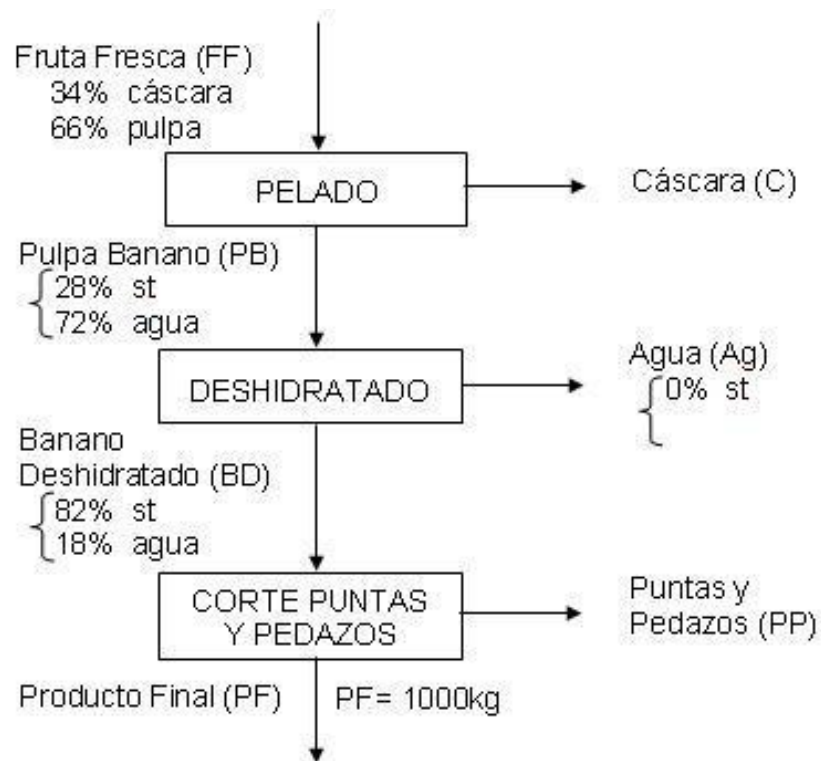 Fruta Fresca (FF)
34% cáscara
66% pulpa
PELADO
Cáscara (C)
Pulpa Banano (PB)
28% st
72% agua
DESHIDRATADO
Agua (Ag)
0% st
Banano
Deshidratado (BD)
82% st
18% agua
CORTE PUNTAS
Y PEDAZOS
Puntas y
Pedazos (PP)
Producto Final (PF)
PF= 1000kg